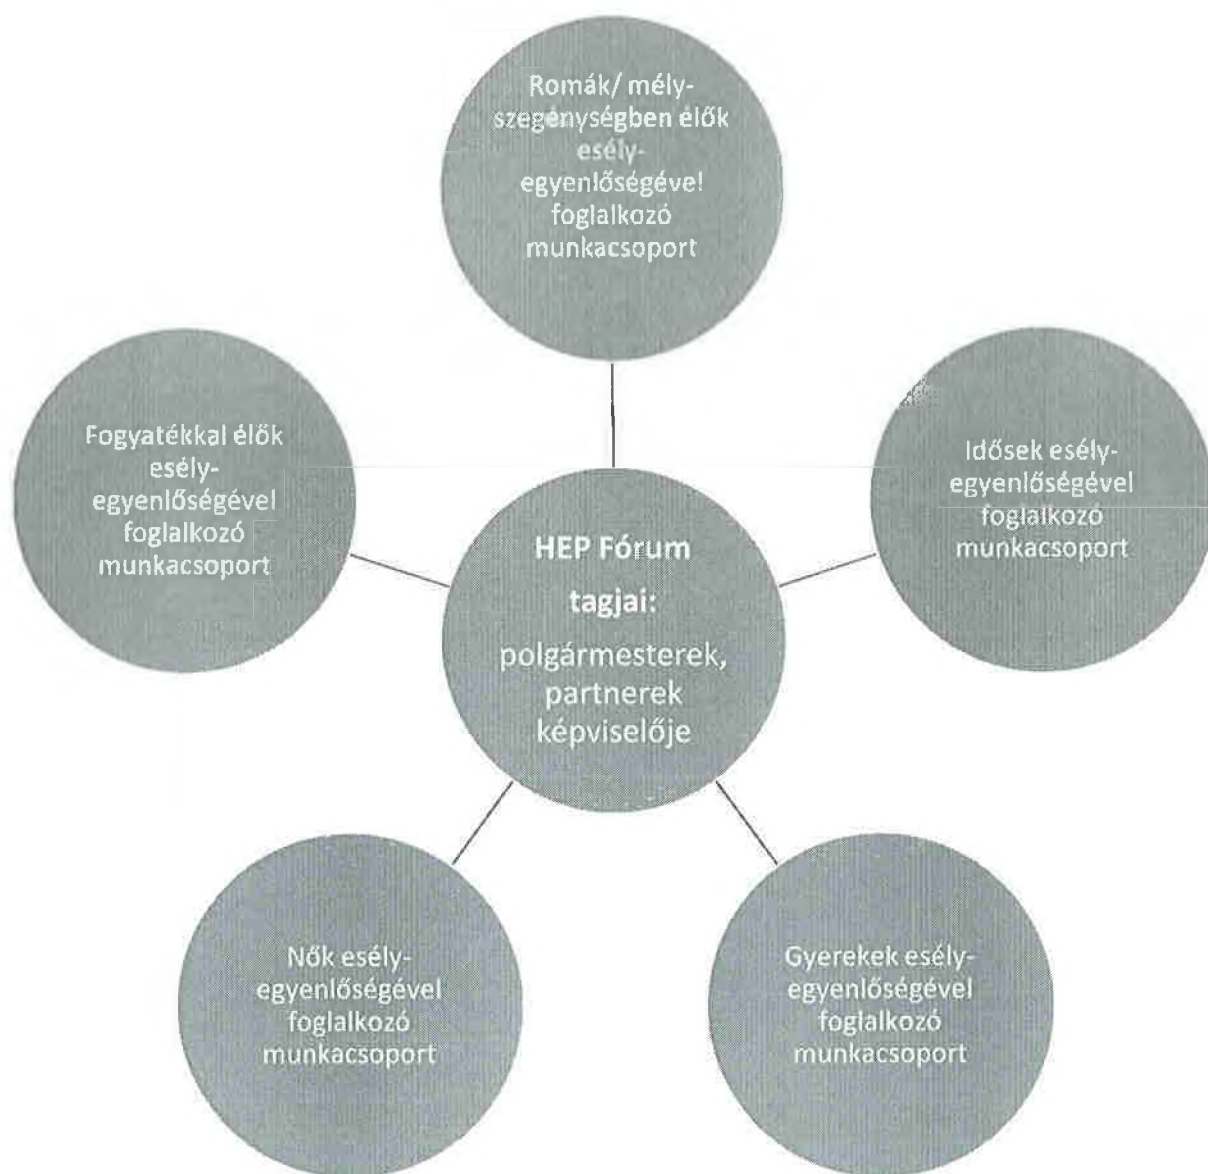 Romák/ mély-
szegénységben élők
esély-
egyenlőségével
foglalkozó
munkacsoport
Fogyatékkal élők
esély-
egyenlőségével
foglalkozó
munkacsoport
Idősek esély-
egyenlőségével
foglalkozó
munkacsoport
HEP Fórum
tagjai:
polgármesterek,
partnerek
képviselője
Nők esély-
egyenlőségével
foglalkozó
munkacsoport
Gyerekek esély-
egyenlőségével
foglalkozó
munkacsoport